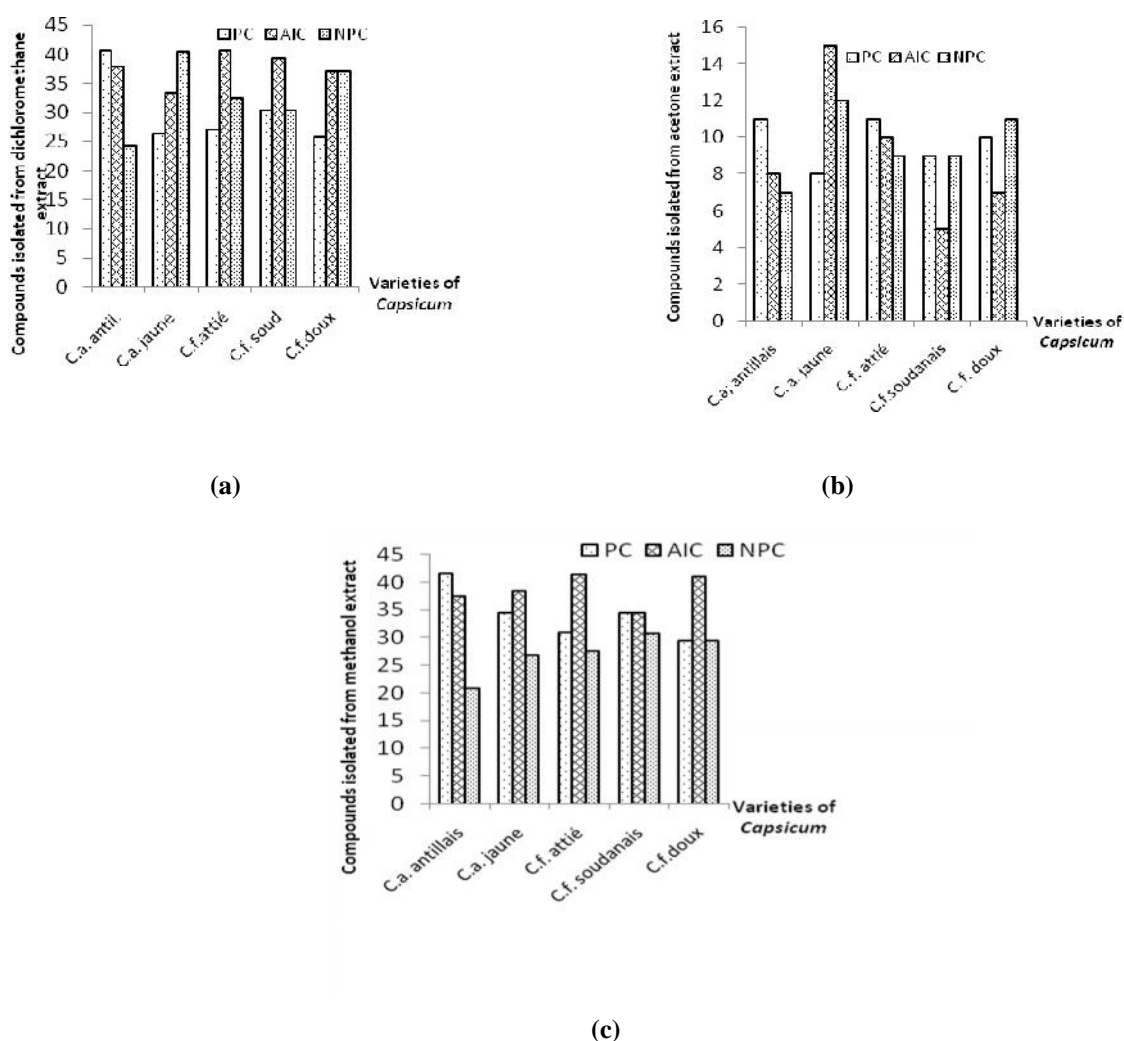 Compounds isolated from dichloromethane
extract
45
40
35
30
25
20
15
10
5
0
PC AIC NPC
C.a. antil.
C.a. jaune
C.f.attié
C.f. soud
C.f.doux
Varieties of
Capsicum
(a)
Compounds isolated from acetone extract
16
14
12
10
8
6
4
2
0
PC AIC NPC
C.a; antillais
C. a. jaune
C. f. attié
C.f.soudanais
C. f. doux
Varieties of
Capsicum
(b)
Compounds isolated from methanol extract
45
40
35
30
25
20
15
10
5
0
PC AIC NPC
C.a. antillais
C.a. jaune
C.f. attié
C.f. soudanais
C.f.doux
Varieties of
Capsicum
(c)